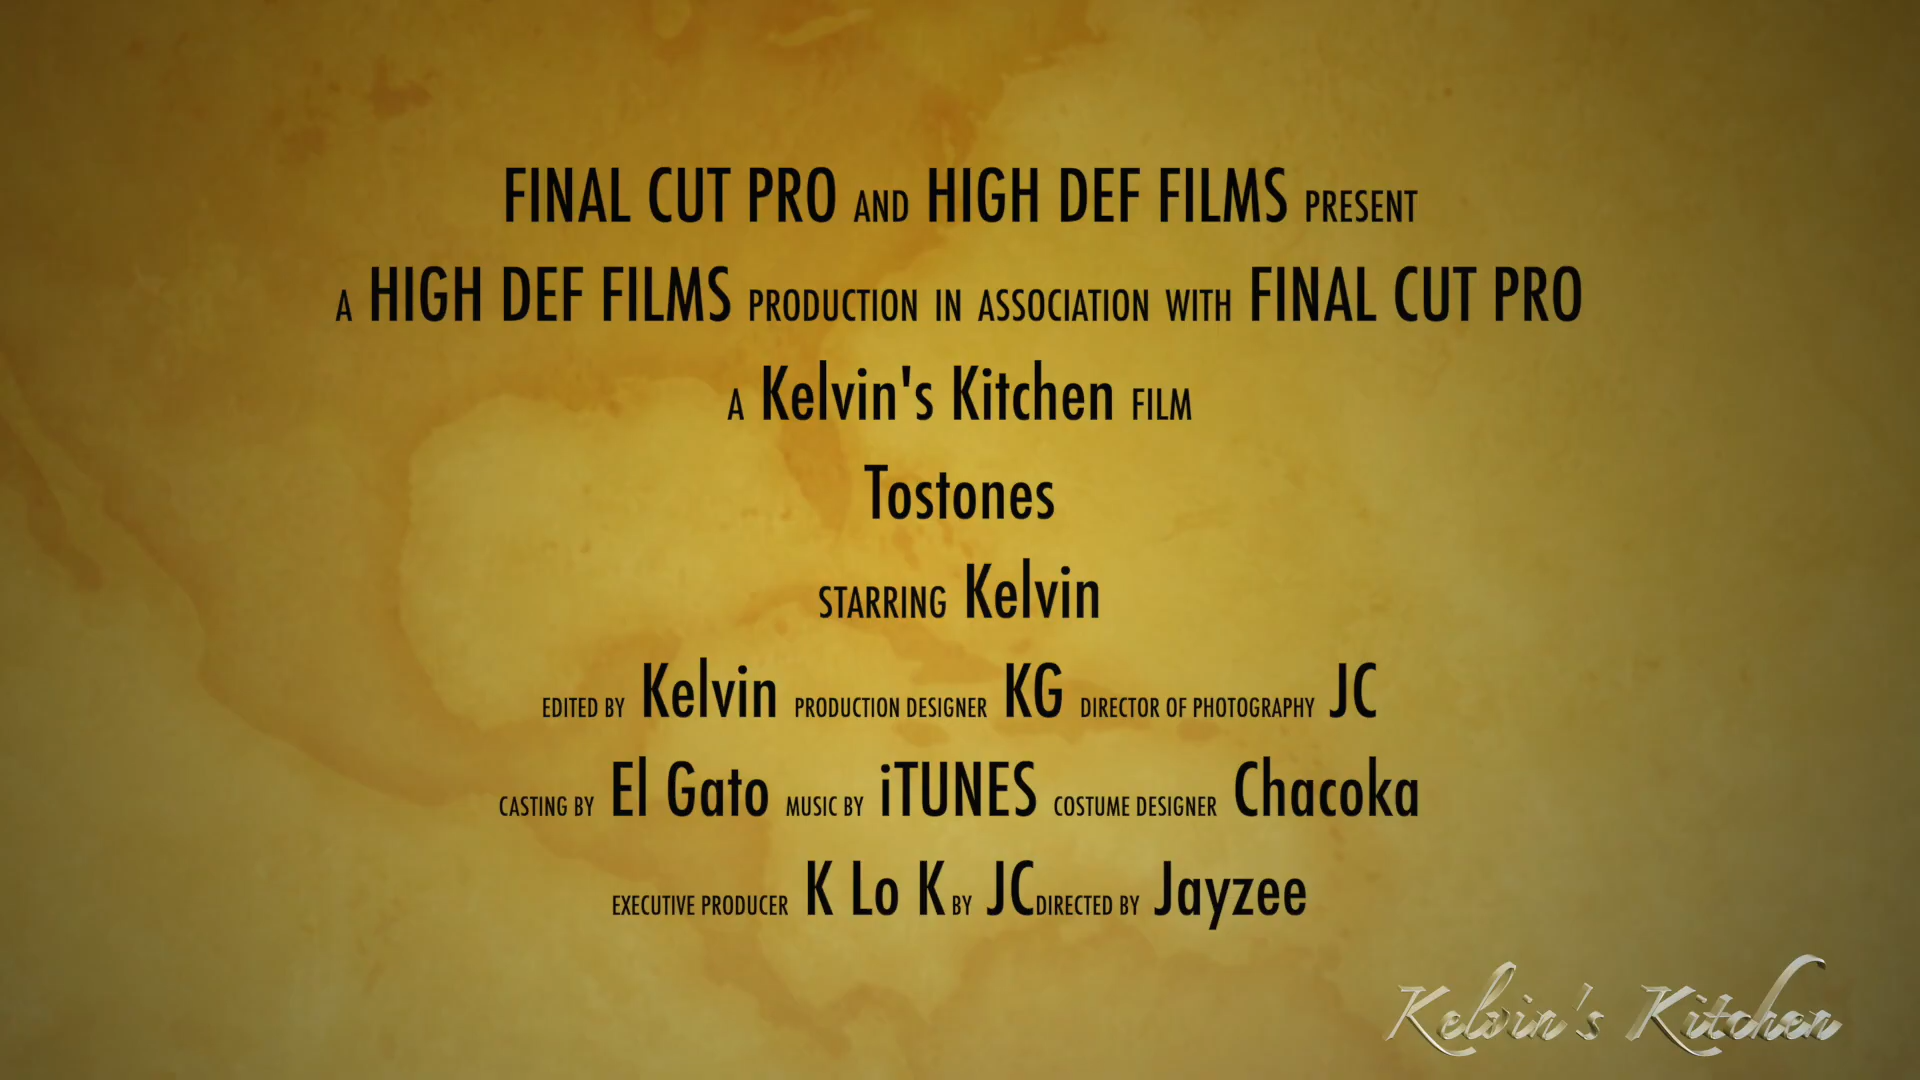 FINAL CUT PRO AND HIGH DEF FILMS PRESENT
A HIGH DEF FILMS PRODUCTION IN ASSOCIATION WITH FINAL CUT PRO
A Kelvin's Kitchen FILM
Tostones
STARRING Kelvin
EDITED BY Kelvin PRODUCTION DESIGNER KG DIRECTOR OF PHOTOGRAPHY JC
CASTING BY El Gato MUSIC BY iTUNES COSTUME DESIGNER Chacoka
EXECUTIVE PRODUCER K Lo K BY JC DIRECTED BY Jayzee
Kelvin's Kitchen